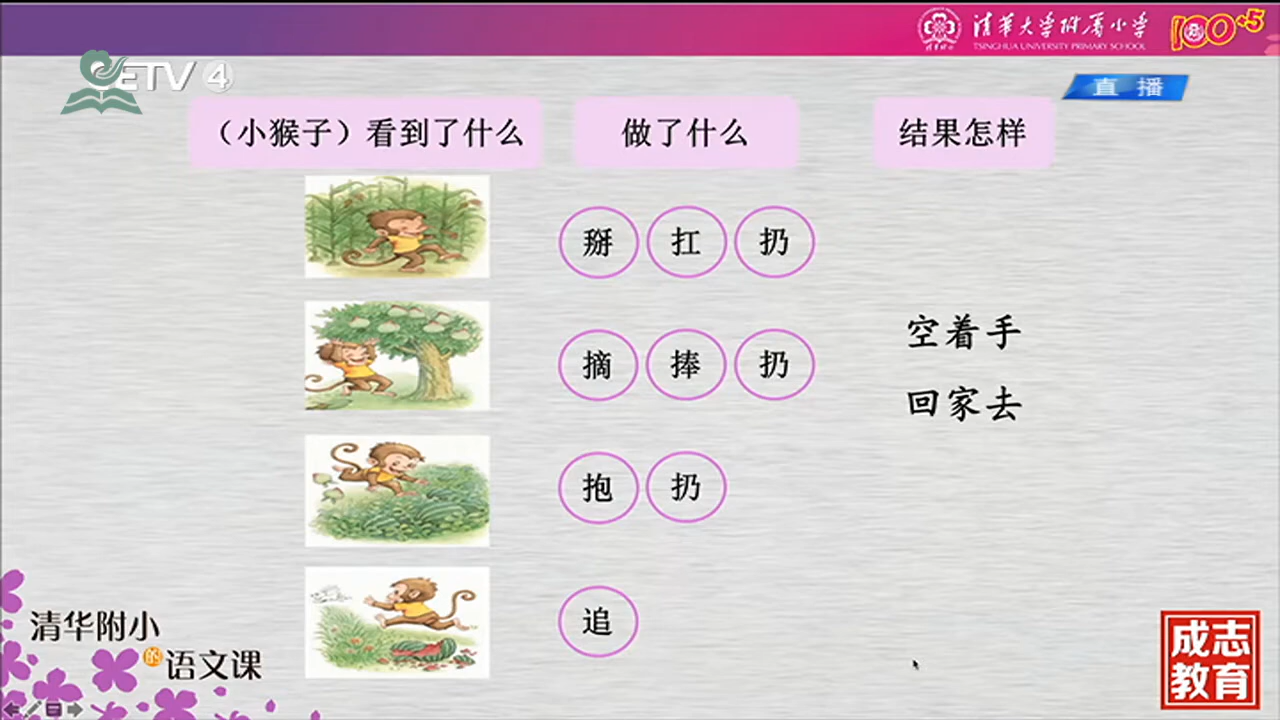 清华大学附属小学
TSINGHUA UNIVERSITY PRIMARY SCHOOL
100+5
CETV 4
直播
（小猴子）看到了什么 做了什么 结果怎样
掰 扛 扔
摘 捧 扔
空着手
回家去
抱 扔
追
清华附小
的语文课
成志
教育